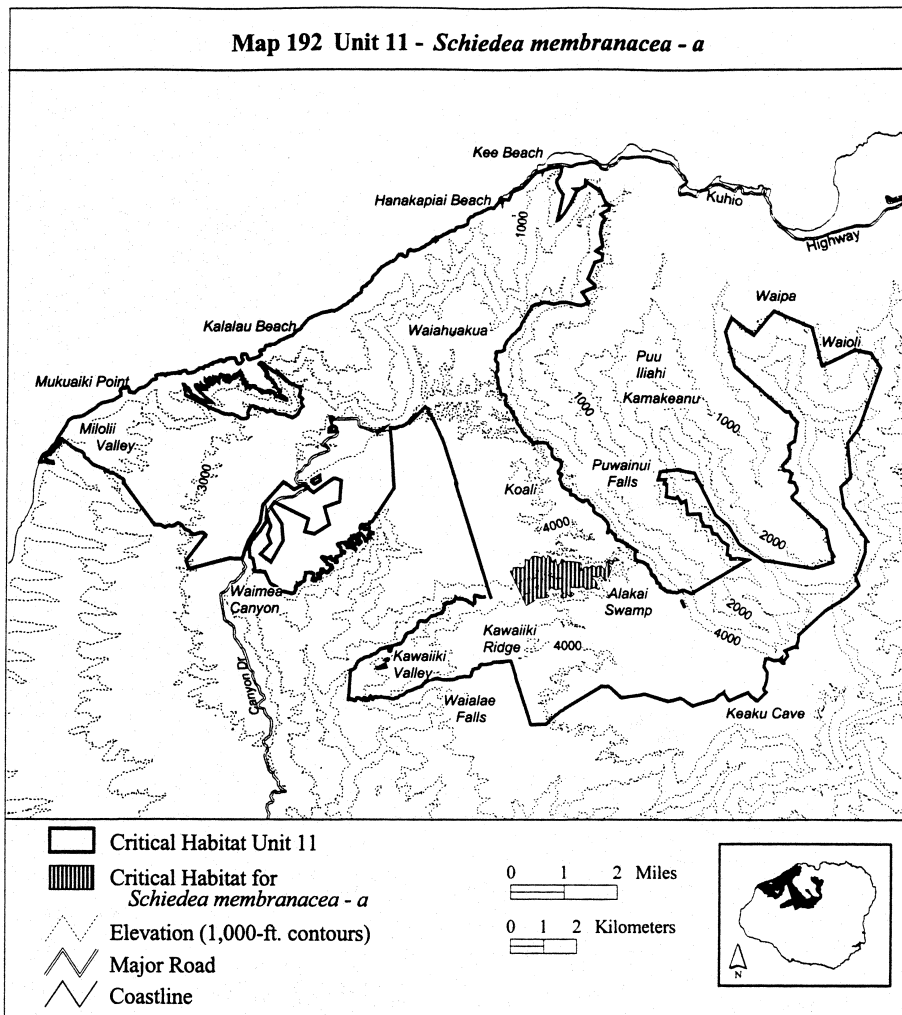 Map 192 Unit 11 - Schiedea membranacea - a
Kee Beach
Hanakapiai Beach
1000
Kuhio
Highway
Kalalau Beach
Waiahuakua
Waipa
Waioli
Puu
Iliahi
Kamakeanu
Mukuaiki Point
Milolii
Valley
3000
1000
1000
Puwainui
Falls
Koali
4000
2000
Waimea
Canyon
Alakai
Swamp
2000
4000
Kawaiiki
Ridge
4000
Kawaiiki
Valley
Waialae
Falls
Keaku Cave
Canyon Dr
Critical Habitat Unit 11
Critical Habitat for
Schiedea membranacea - a
Elevation (1,000-ft. contours)
Major Road
Coastline
0 1 2 Miles
0 1 2 Kilometers
N